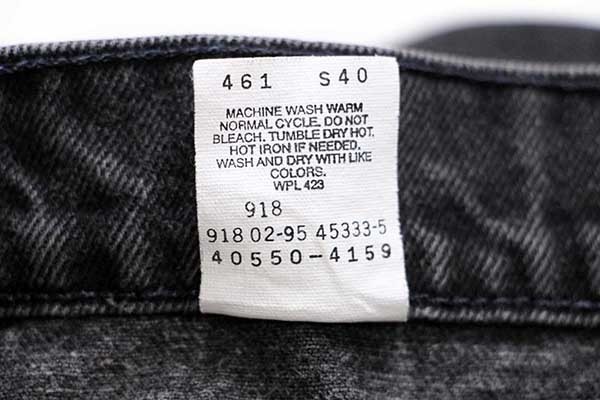 461 S40
MACHINE WASH WARM
NORMAL CYCLE. DO NOT
BLEACH. TUMBLE DRY HOT.
HOT IRON IF NEEDED.
WASH AND DRY WITH LIKE
COLORS.
WPL 423
918
918 02-95 45333-5
40550-4159